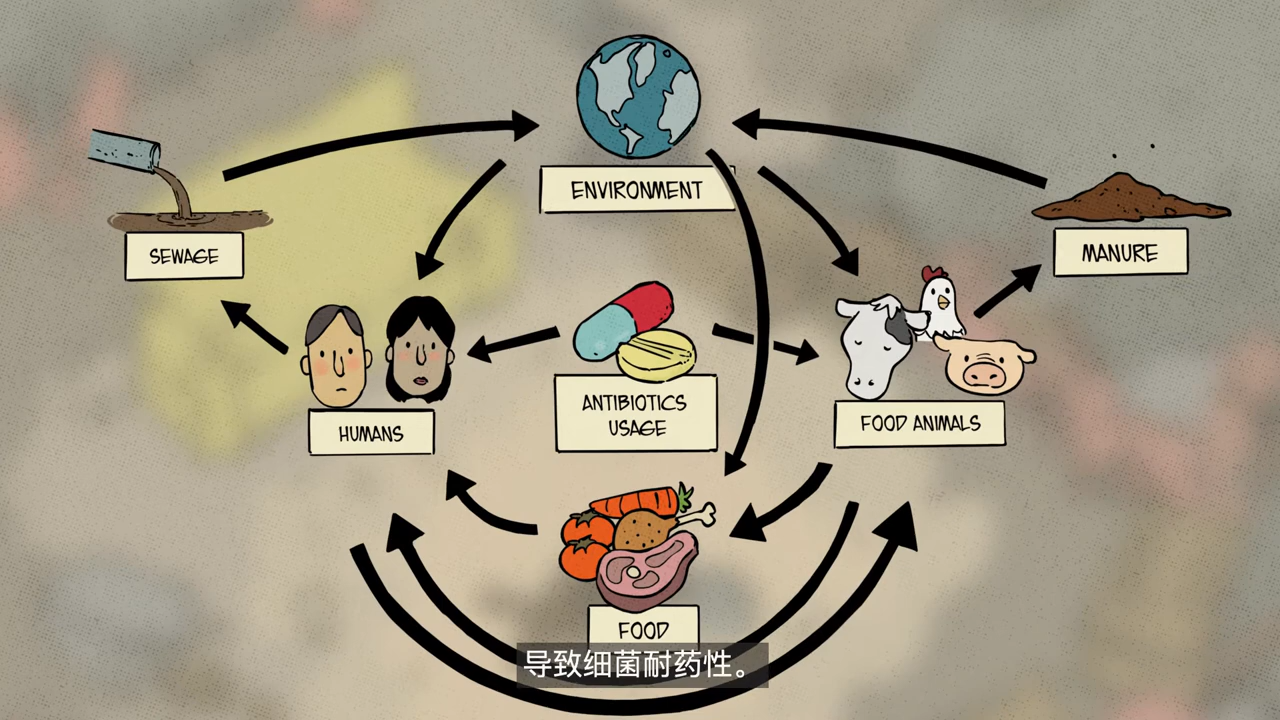 ENVIRONMENT
SEWAGE
MANURE
HUMANS
ANTIBIOTICS
USAGE
FOOD ANIMALS
FOOD
导致细菌耐药性。